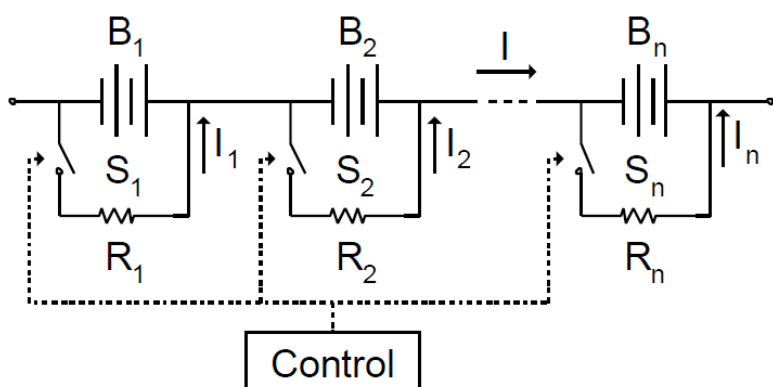 B₁ B₂ I Bₙ
S₁ I₁ S₂ I₂ Sₙ Iₙ
R₁ R₂ Rₙ
Control